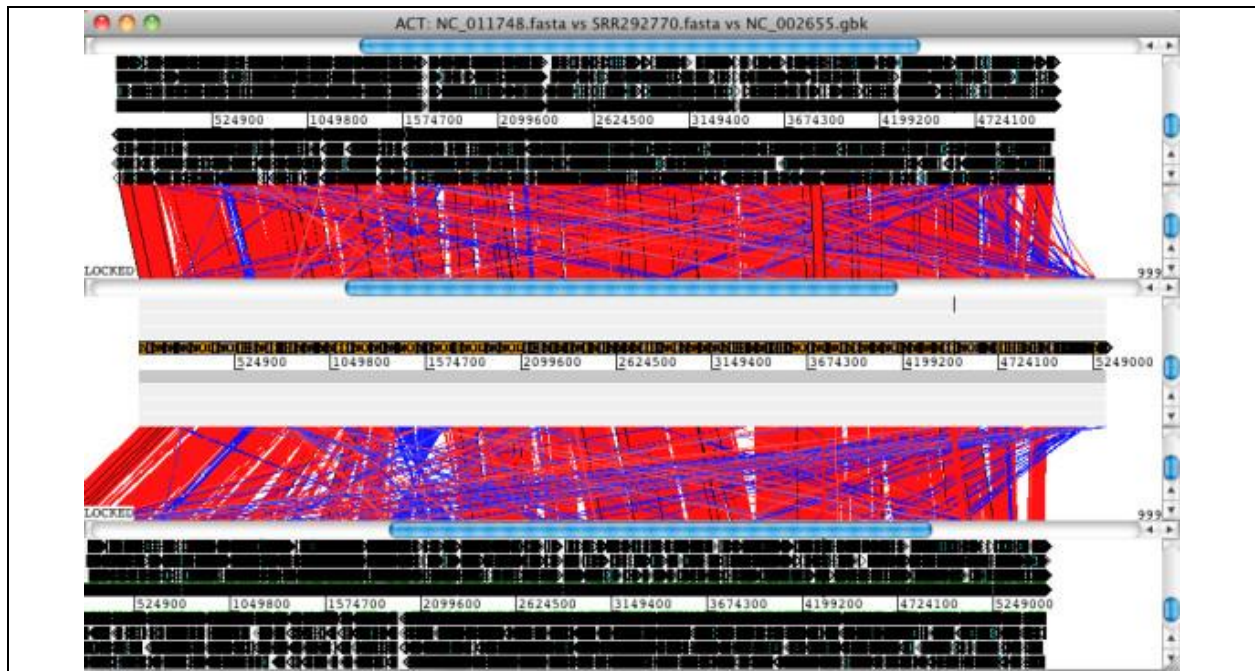 ACT: NC_011748.fasta vs SRR292770.fasta vs NC_002655.gbk
524900 1049800 1574700 2099600 2624500 3149400 3674300 4199200 4724100
LOCKED 999
524900 1049800 1574700 2099600 2624500 3149400 3674300 4199200 4724100 5249000
LOCKED 999
524900 1049800 1574700 2099600 2624500 3149400 3674300 4199200 4724100 5249000